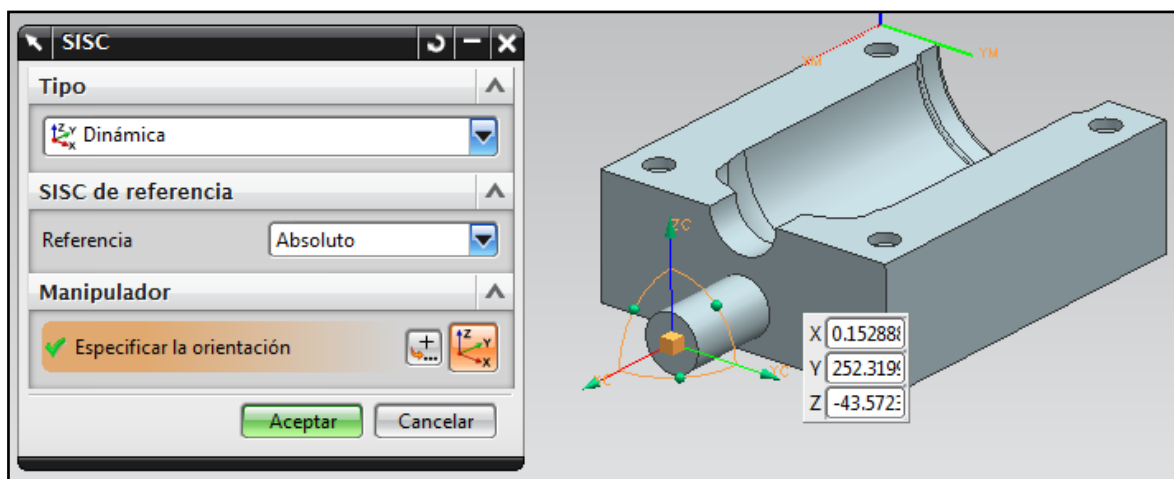 SISC
Tipo
Dinámica
SISC de referencia
Referencia Absoluto
Manipulador
Especificar la orientación
Aceptar Cancelar
XM YM
ZC
XC YC
X 0.15288
Y 252.319
Z -43.572